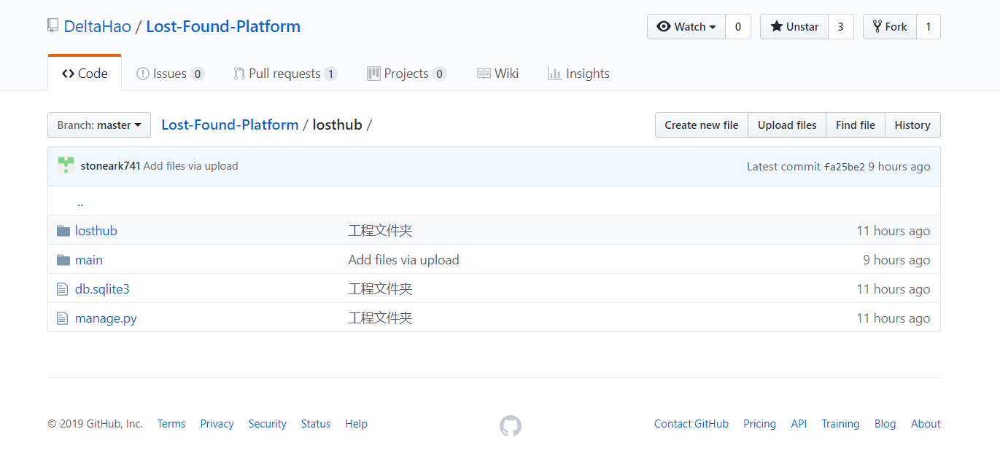 DeltaHao / Lost-Found-Platform
Watch 0 Unstar 3 Fork 1
Code Issues 0 Pull requests 1 Projects 0 Wiki Insights
Branch: master Lost-Found-Platform / losthub /
Create new file Upload files Find file History
stoneark741 Add files via upload Latest commit fa25be2 9 hours ago
..
losthub 工程文件夹 11 hours ago
main Add files via upload 9 hours ago
db.sqlite3 工程文件夹 11 hours ago
manage.py 工程文件夹 11 hours ago
© 2019 GitHub, Inc. Terms Privacy Security Status Help Contact GitHub Pricing API Training Blog About